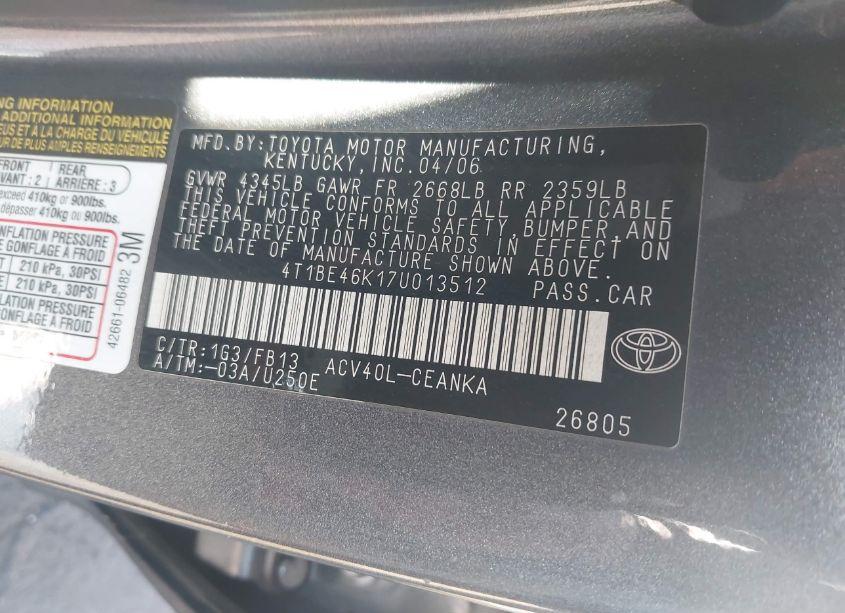 NG INFORMATION
ADDITIONAL INFORMATION
EUS ET À LA CHARGE DU VÉHICULE
UR DE PLUS AMPLES RENSEIGNEMENTS
FRONT
AVANT : 2
REAR
ARRIÈRE : 3
exceed 410kg or 900lbs.
dépasser 410kg ou 900lbs.
INFLATION PRESSURE
GONFLAGE À FROID
210 kPa, 30PSI
210 kPa, 30PSI
INFLATION PRESSURE
GONFLAGE À FROID
42661-06482 3M
MFD.BY:TOYOTA MOTOR MANUFACTURING,
KENTUCKY,INC.04/06
GVWR 4345LB GAWR FR 2668LB RR 2359LB
THIS VEHICLE CONFORMS TO ALL APPLICABLE
FEDERAL MOTOR VEHICLE SAFETY,BUMPER,AND
THEFT PREVENTION STANDARDS IN EFFECT ON
THE DATE OF MANUFACTURE SHOWN ABOVE.
4T1BE46K17U013512 PASS.CAR
C/TR:1G3/FB13 ACV40L-CEANKA
A/TM:-03A/U250E
26805